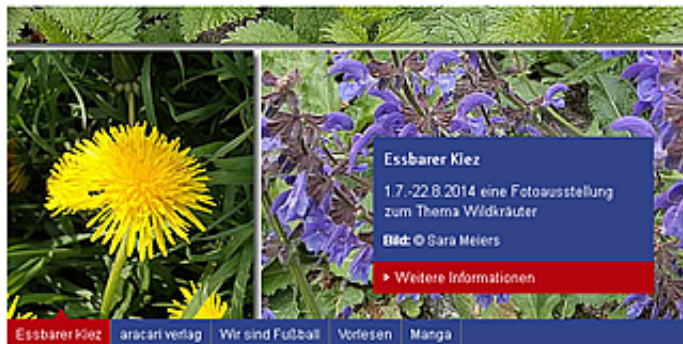 Essbarer Kiez
1.7.-22.8.2014 eine Fotoausstellung
zum Thema Wildkräuter
Bild: © Sara Meiers
▸ Weitere Informationen
Essbarer Kiez aracari verlag Wir sind Fußball Vorlesen Manga